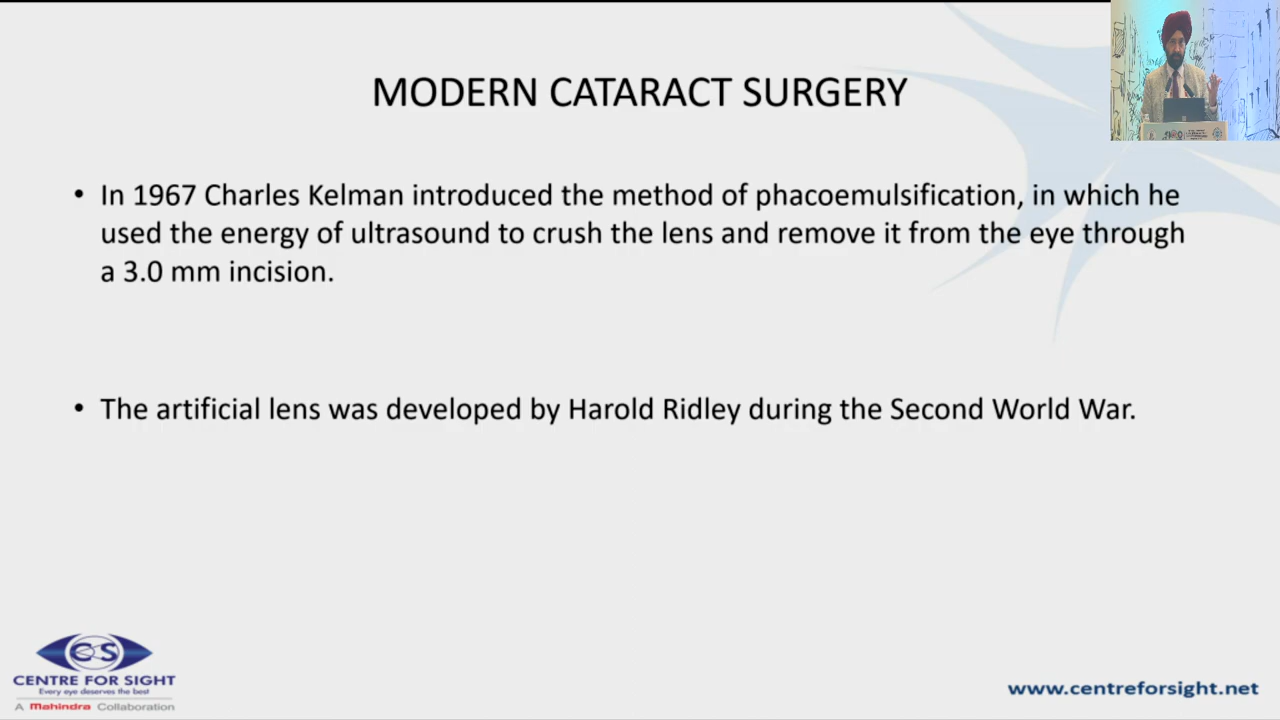 MODERN CATARACT SURGERY
• In 1967 Charles Kelman introduced the method of phacoemulsification, in which he
used the energy of ultrasound to crush the lens and remove it from the eye through
a 3.0 mm incision.
• The artificial lens was developed by Harold Ridley during the Second World War.
CS
CENTRE FOR SIGHT
Every eye deserves the best
A Mahindra Collaboration
www.centreforsight.net